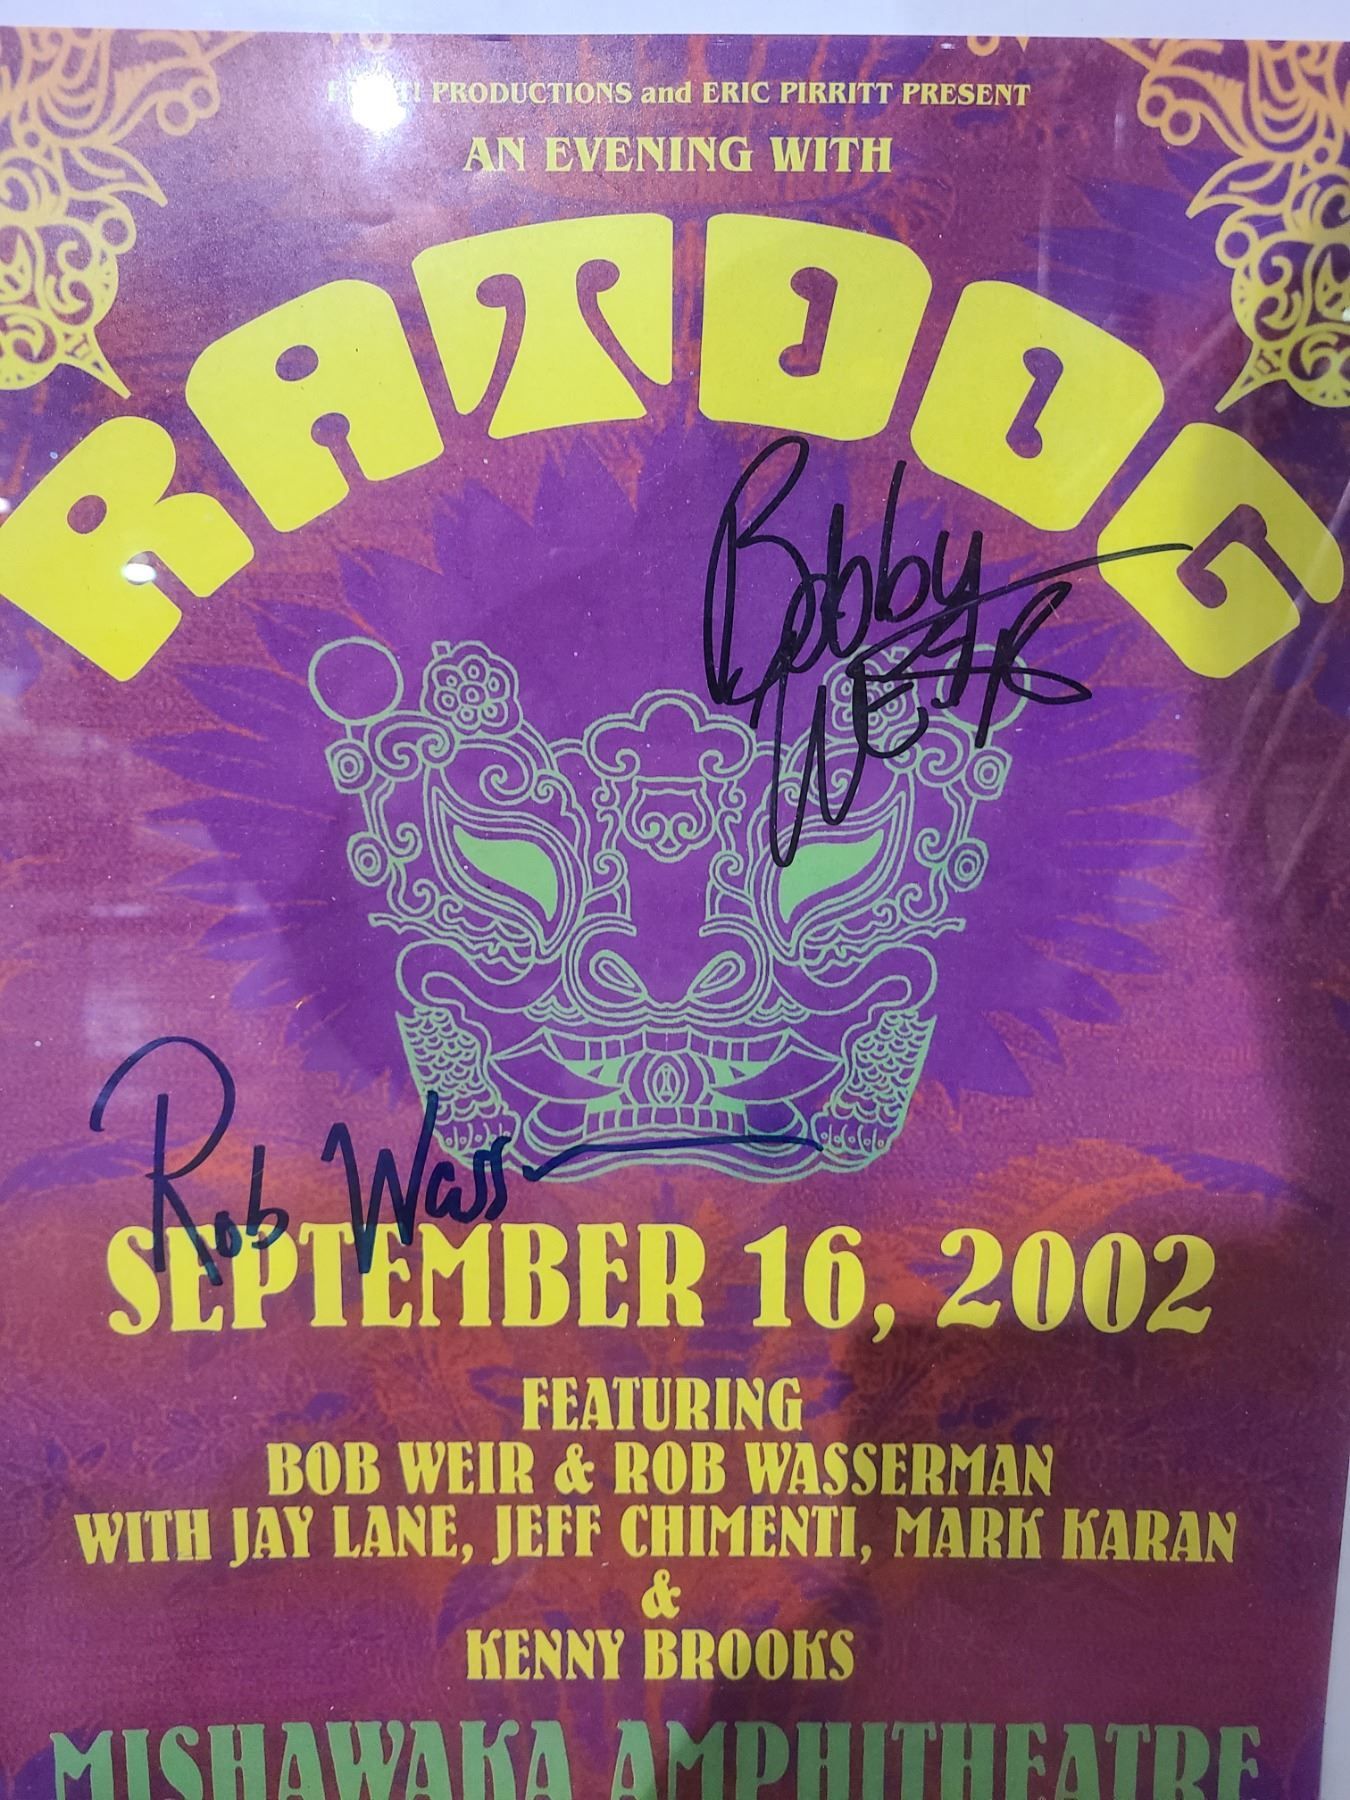 PRODUCTIONS and ERIC PIRRITT PRESENT
AN EVENING WITH
RATDOG
Bobby
WEIR
Rob Wass
SEPTEMBER 16, 2002
FEATURING
BOB WEIR & ROB WASSERMAN
WITH JAY LANE, JEFF CHIMENTI, MARK KARAN
&
KENNY BROOKS
MISHAWAKA AMPHITHEATRE